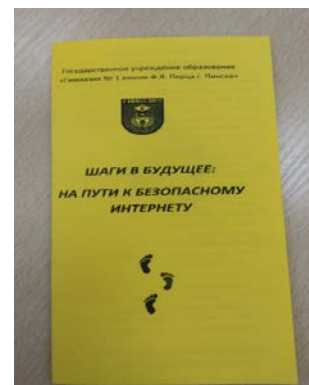 Государственное учреждение образования
«Гимназия № 1 имени Ф.Я. Перца г. Пинска»
ШАГИ В БУДУЩЕЕ:
НА ПУТИ К БЕЗОПАСНОМУ
ИНТЕРНЕТУ